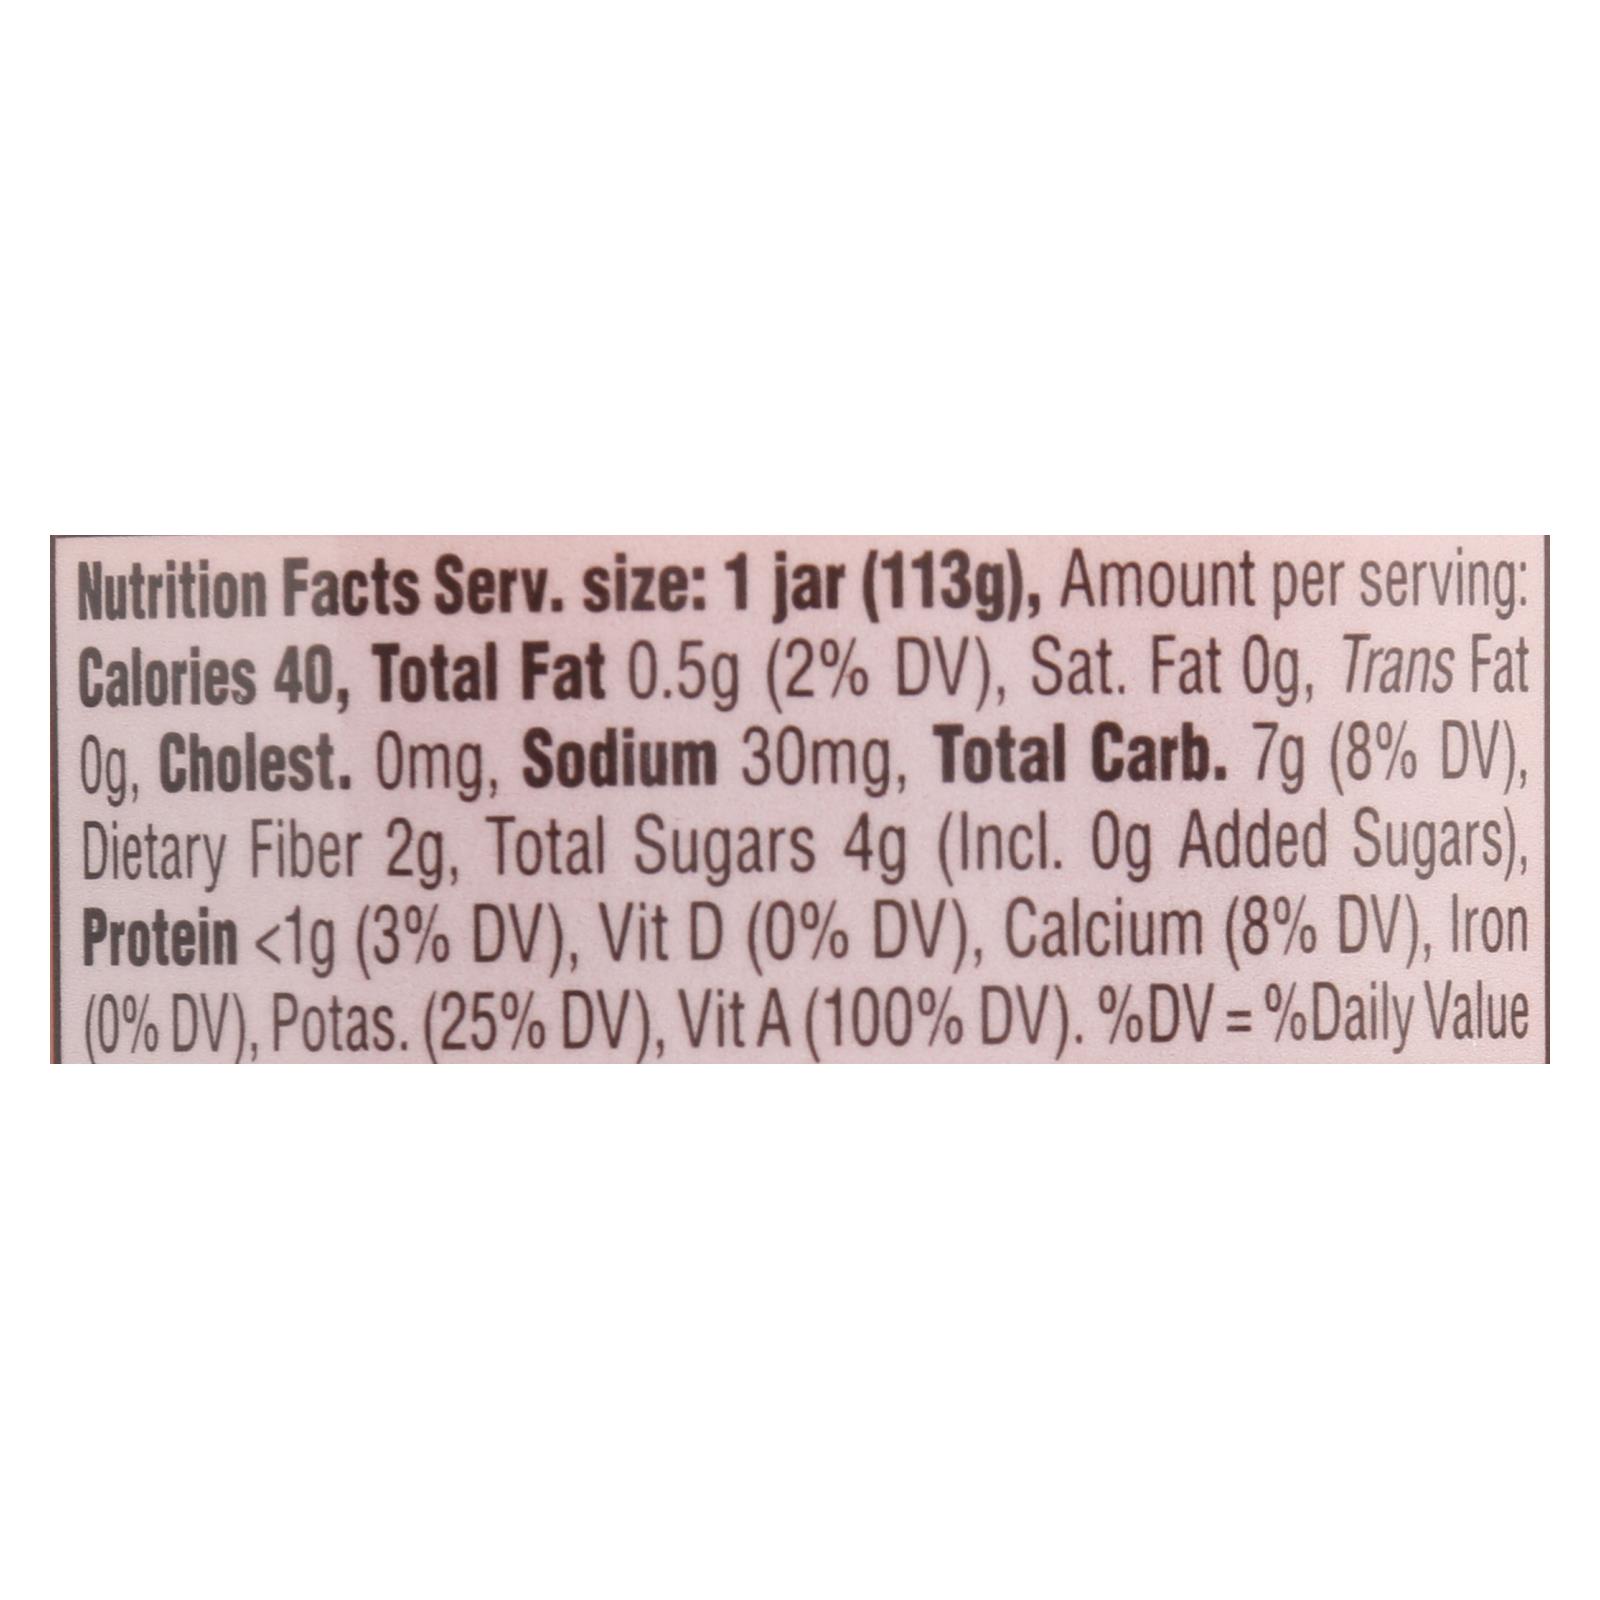 Nutrition Facts Serv. size: 1 jar (113g), Amount per serving:
Calories 40, Total Fat 0.5g (2% DV), Sat. Fat 0g, Trans Fat
0g, Cholest. 0mg, Sodium 30mg, Total Carb. 7g (8% DV),
Dietary Fiber 2g, Total Sugars 4g (Incl. 0g Added Sugars),
Protein <1g (3% DV), Vit D (0% DV), Calcium (8% DV), Iron
(0% DV), Potas. (25% DV), Vit A (100% DV). %DV = %Daily Value